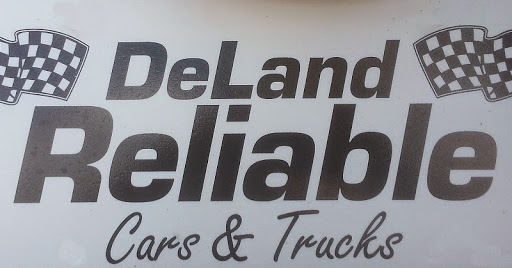 DeLand
Reliable
Cars & Trucks